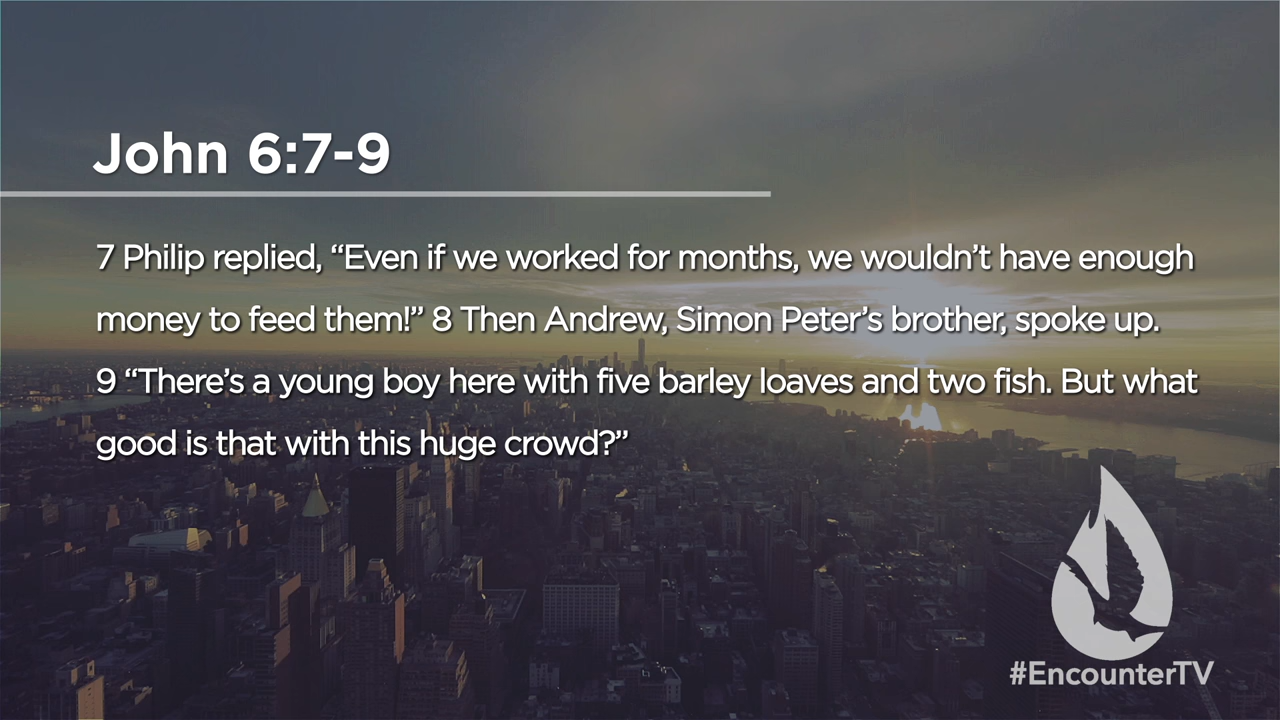 John 6:7-9
7 Philip replied, “Even if we worked for months, we wouldn’t have enough
money to feed them!” 8 Then Andrew, Simon Peter’s brother, spoke up.
9 “There’s a young boy here with five barley loaves and two fish. But what
good is that with this huge crowd?”
#EncounterTV